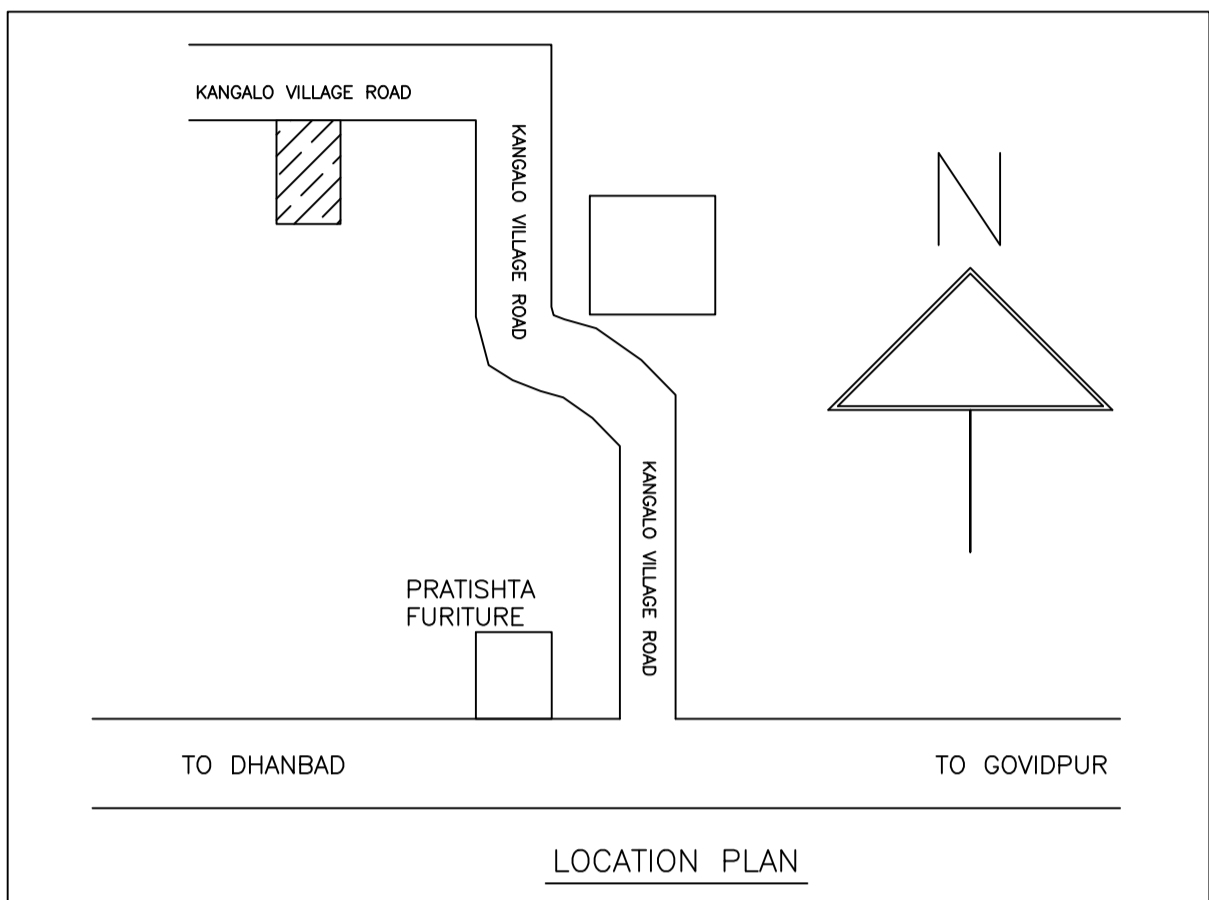 KANGALO VILLAGE ROAD
KANGALO VILLAGE ROAD
N
KANGALO VILLAGE ROAD
PRATISHTA
FURITURE
TO DHANBAD
TO GOVIDPUR
LOCATION PLAN